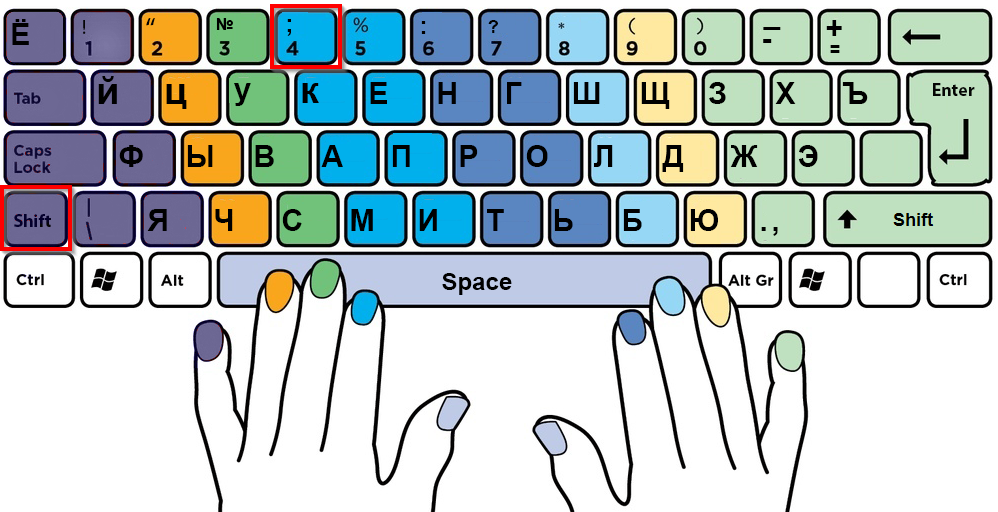 Ё ! 1 “ 2 № 3 ; 4 % 5 : 6 ? 7 * 8 ( 9 ) 0 — - + =
Tab Й Ц У К Е Н Г Ш Щ З Х Ъ Enter
Caps Lock Ф Ы В А П Р О Л Д Ж Э
Shift | \ Я Ч С М И Т Ь Б Ю . , Shift
Ctrl Alt Space Alt Gr Ctrl